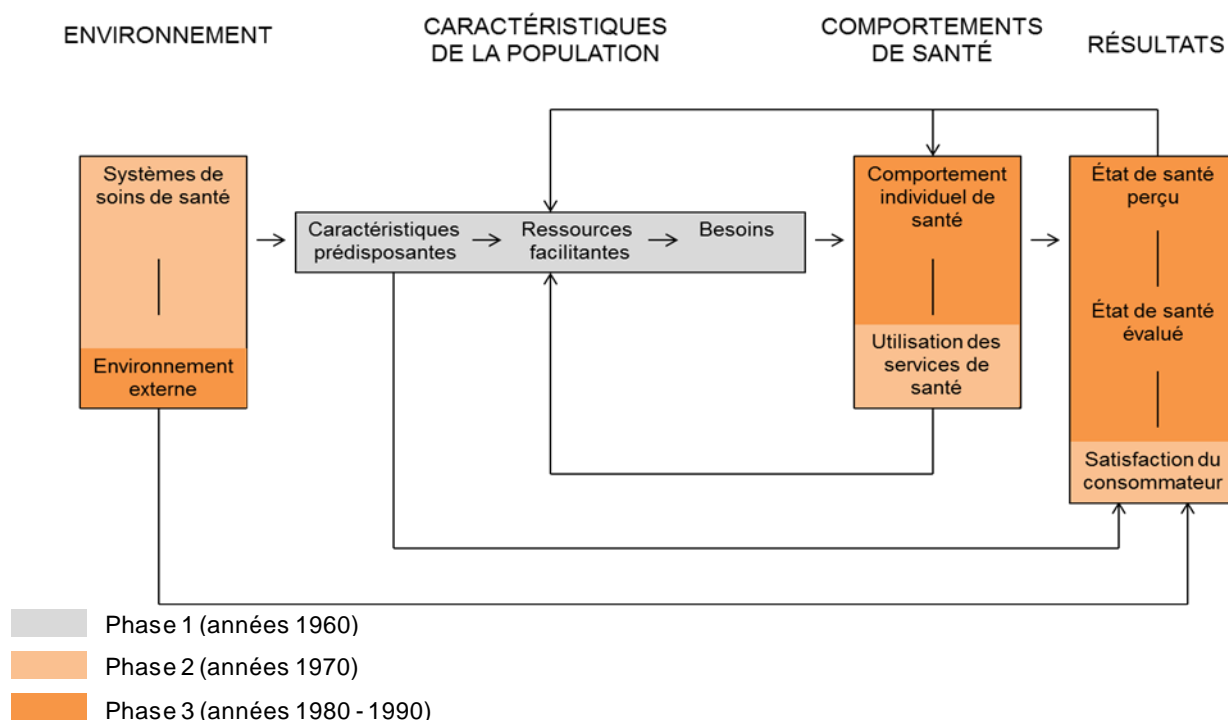 ENVIRONNEMENT
CARACTÉRISTIQUES
DE LA POPULATION
COMPORTEMENTS
DE SANTÉ
RÉSULTATS
Systèmes de
soins de santé
Environnement
externe
Caractéristiques
prédisposantes
Ressources
facilitantes
Besoins
Comportement
individuel de
santé
Utilisation des
services de
santé
État de santé
perçu
État de santé
évalué
Satisfaction du
consommateur
Phase 1 (années 1960)
Phase 2 (années 1970)
Phase 3 (années 1980 - 1990)